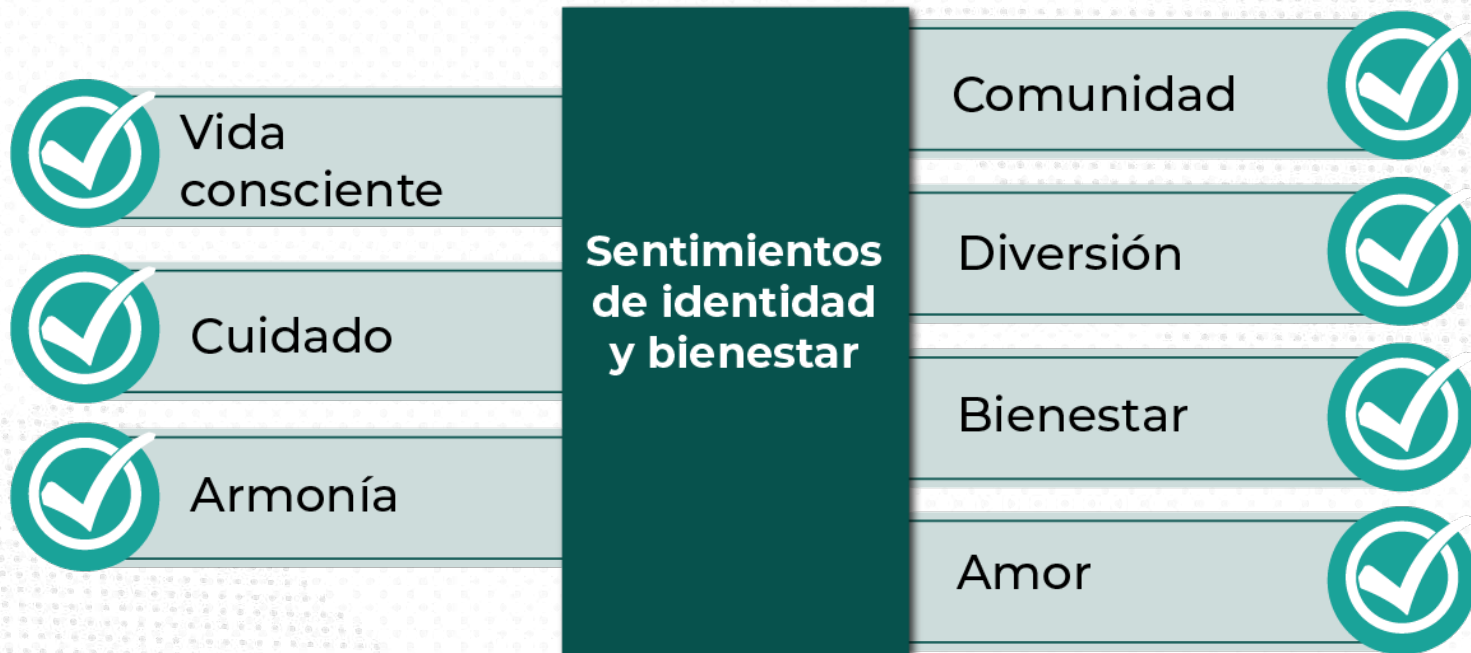 Vida
consciente
Cuidado
Armonía
Sentimientos
de identidad
y bienestar
Comunidad
Diversión
Bienestar
Amor